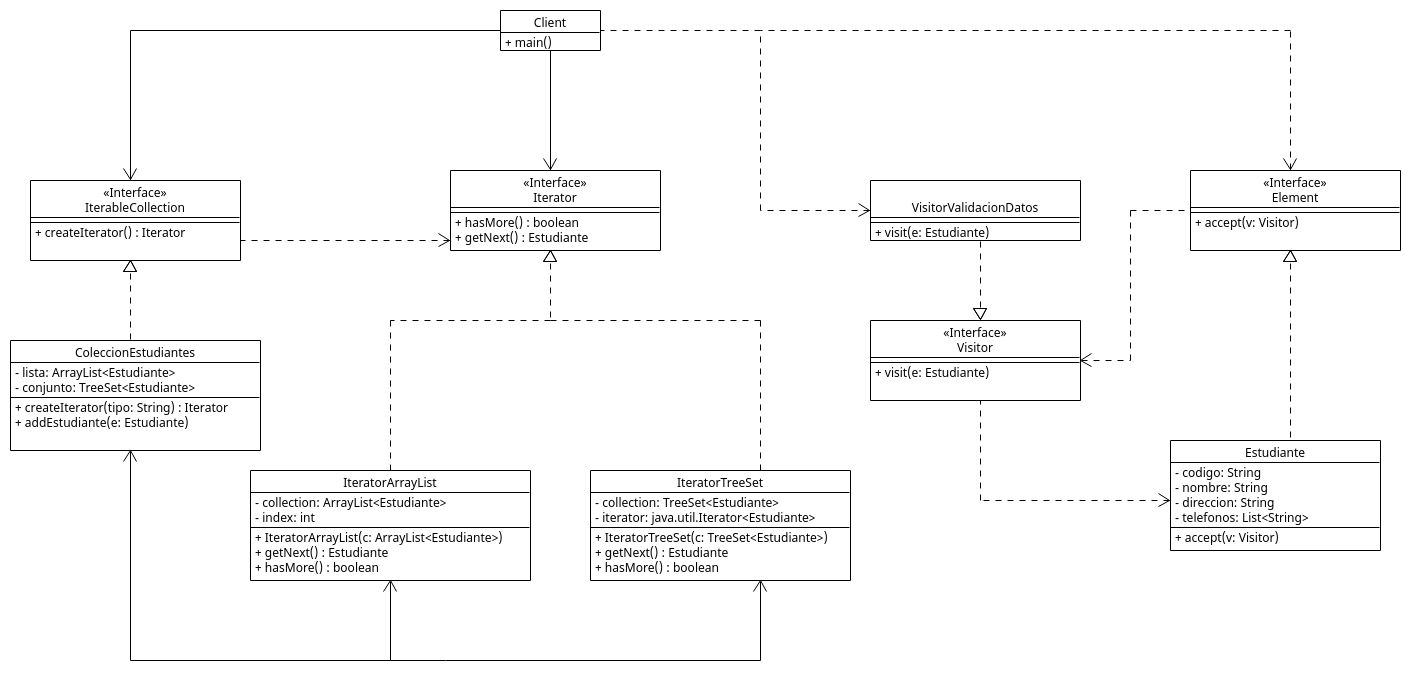 Client
+ main()
«Interface»
IterableCollection
+ createIterator() : Iterator
«Interface»
Iterator
+ hasMore() : boolean
+ getNext() : Estudiante
VisitorValidacionDatos
+ visit(e: Estudiante)
«Interface»
Element
+ accept(v: Visitor)
«Interface»
Visitor
+ visit(e: Estudiante)
ColeccionEstudiantes
- lista: ArrayList<Estudiante>
- conjunto: TreeSet<Estudiante>
+ createIterator(tipo: String) : Iterator
+ addEstudiante(e: Estudiante)
IteratorArrayList
- collection: ArrayList<Estudiante>
- index: int
+ IteratorArrayList(c: ArrayList<Estudiante>)
+ getNext() : Estudiante
+ hasMore() : boolean
IteratorTreeSet
- collection: TreeSet<Estudiante>
- iterator: java.util.Iterator<Estudiante>
+ IteratorTreeSet(c: TreeSet<Estudiante>)
+ getNext() : Estudiante
+ hasMore() : boolean
Estudiante
- codigo: String
- nombre: String
- direccion: String
- telefonos: List<String>
+ accept(v: Visitor)